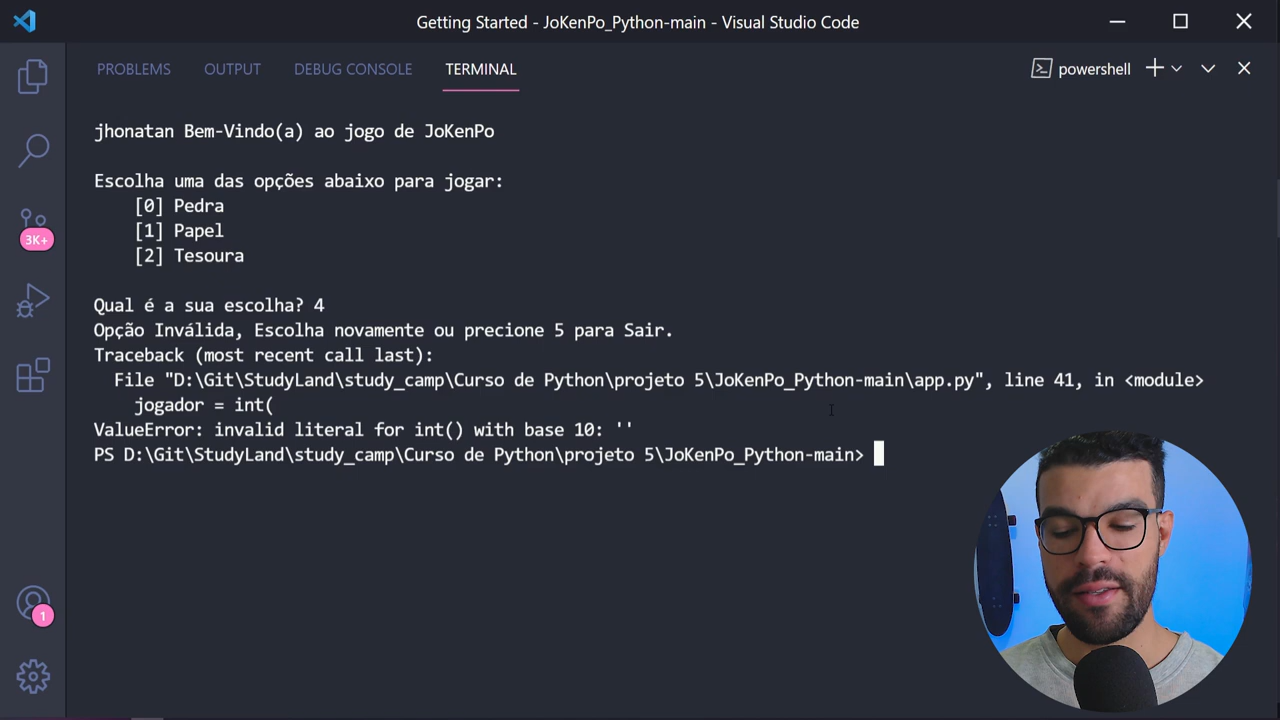 Getting Started - JoKenPo_Python-main - Visual Studio Code
PROBLEMS OUTPUT DEBUG CONSOLE TERMINAL powershell
jhonatan Bem-Vindo(a) ao jogo de JoKenPo
Escolha uma das opções abaixo para jogar:
[0] Pedra
[1] Papel
[2] Tesoura
3K+
Qual é a sua escolha? 4
Opção Inválida, Escolha novamente ou precione 5 para Sair.
Traceback (most recent call last):
File "D:\Git\StudyLand\study_camp\Curso de Python\projeto 5\JoKenPo_Python-main\app.py", line 41, in <module>
jogador = int(
ValueError: invalid literal for int() with base 10: ''
PS D:\Git\StudyLand\study_camp\Curso de Python\projeto 5\JoKenPo_Python-main>
1